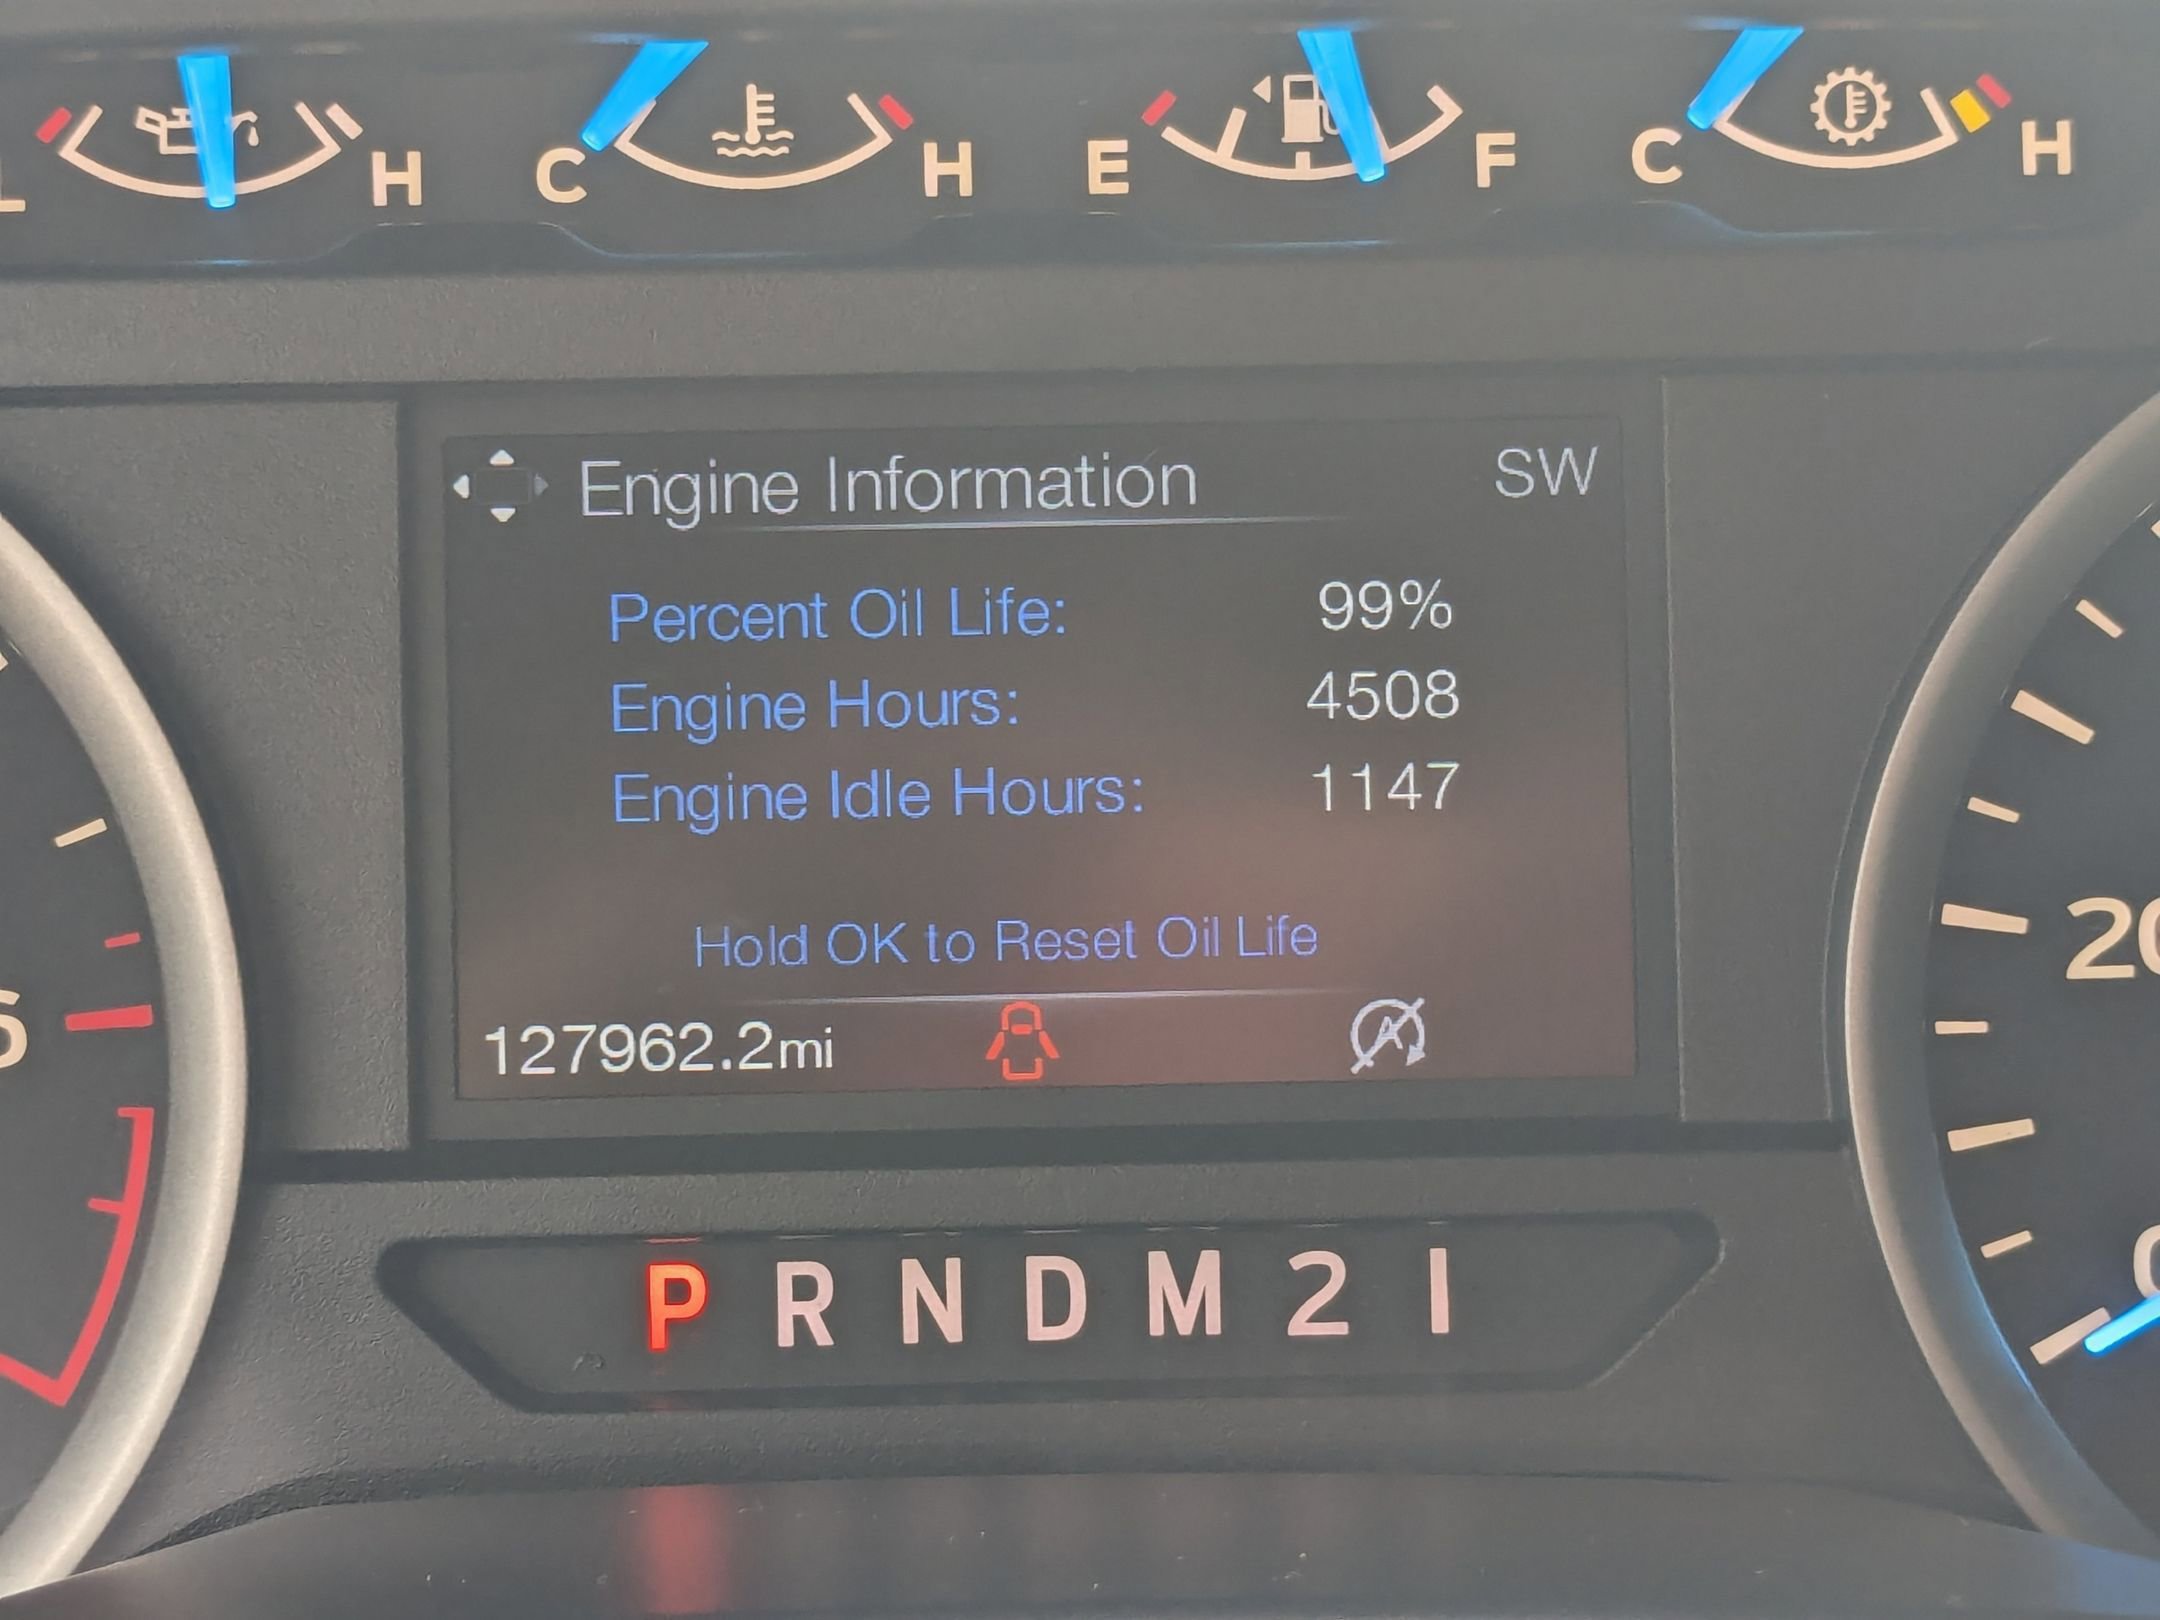 L H C H E F C H
Engine Information SW
Percent Oil Life: 99%
Engine Hours: 4508
Engine Idle Hours: 1147
Hold OK to Reset Oil Life
127962.2mi
A
P R N D M 2 1